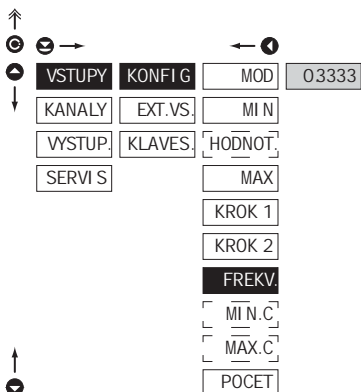 VSTUPY KONFIG MOD 03333
KANALY EXT.VS. MIN
VYSTUP. KLAVES. HODNOT.
SERVIS MAX
KROK 1
KROK 2
FREKV.
MIN.C
MAX.C
POCET